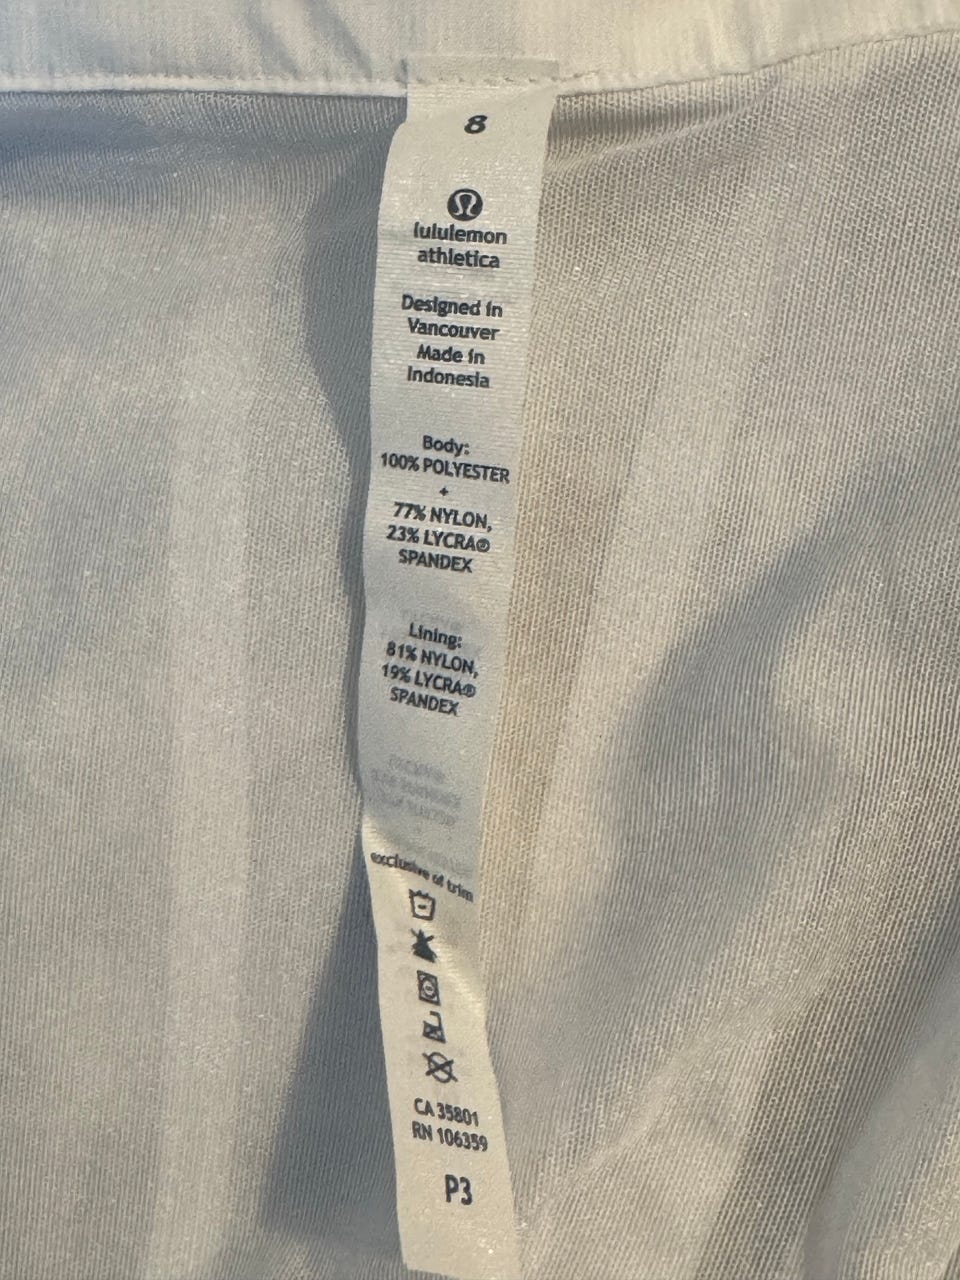 8
lululemon
athletica
Designed in
Vancouver
Made in
Indonesia
Body:
100% POLYESTER
+
77% NYLON,
23% LYCRA®
SPANDEX
Lining:
81% NYLON,
19% LYCRA®
SPANDEX
exclusive of trim
CA 35801
RN 106359
P3